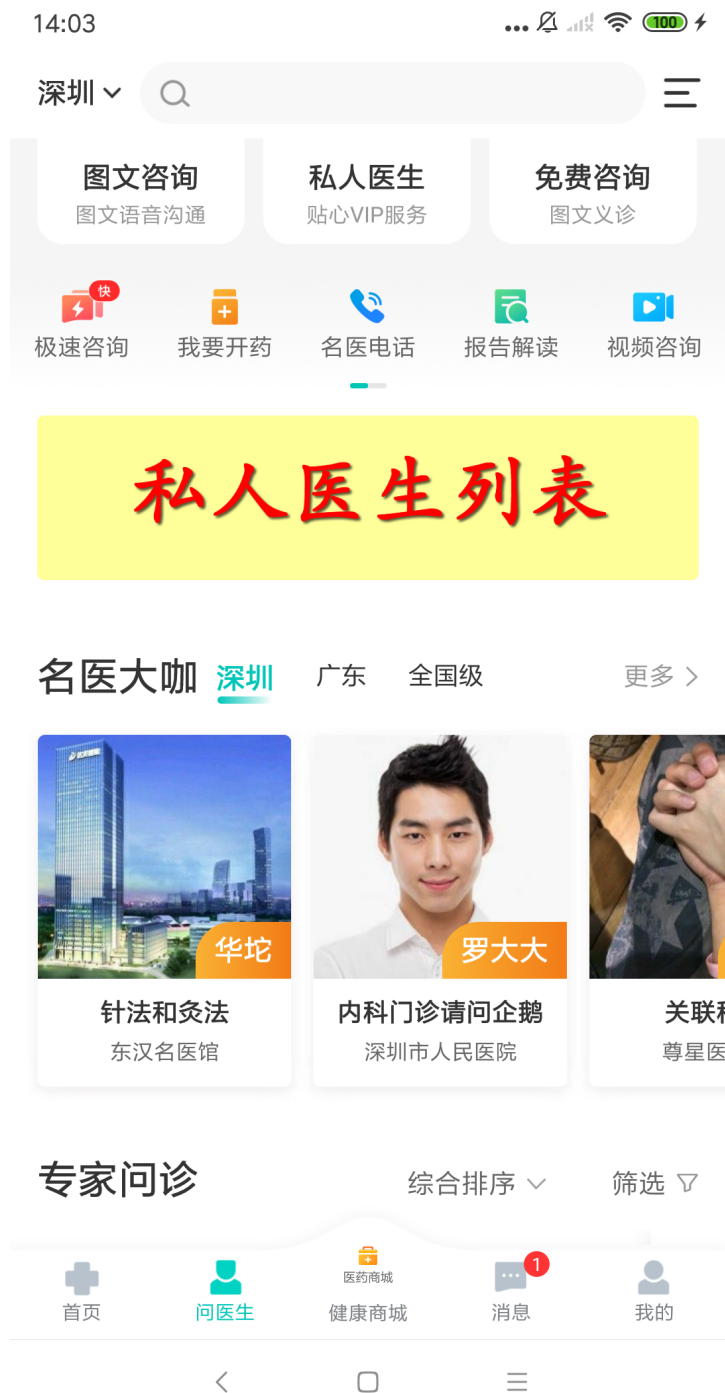 14:03
100
深圳
图文咨询
图文语音沟通
私人医生
贴心VIP服务
免费咨询
图文义诊
快
极速咨询
我要开药
名医电话
报告解读
视频咨询
私人医生列表
名医大咖
深圳
广东
全国级
更多
华坨
针法和灸法
东汉名医馆
罗大大
内科门诊请问企鹅
深圳市人民医院
关联
尊星医
专家问诊
综合排序
筛选
首页
问医生
医药商城
健康商城
1
消息
我的